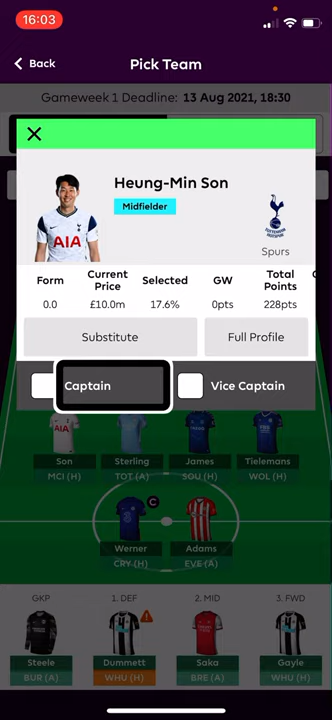 16:03
Back
Pick Team
Gameweek 1 Deadline: 13 Aug 2021, 18:30
Heung-Min Son
Midfielder
AIA
Spurs
Form
Current Price
Selected
GW
Total Points
0.0
£10.0m
17.6%
0pts
228pts
Substitute
Full Profile
Captain
Vice Captain
Son
Sterling
James
Tielemans
MCI (H)
TOT (A)
SOU (H)
WOL (H)
C
Werner
Adams
CRY (H)
EVE (A)
GKP
1. DEF
2. MID
3. FWD
Steele
Dummett
Saka
Gayle
BUR (A)
WHU (H)
BRE (A)
WHU (H)